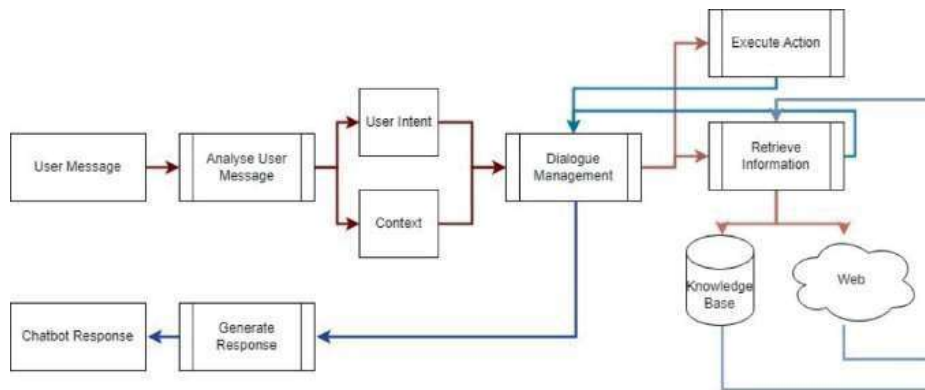 Execute Action
User Intent
User Message
Analyse User
Message
Dialogue
Management
Retrieve
Information
Context
Knowledge
Base
Web
Chatbot Response
Generate
Response